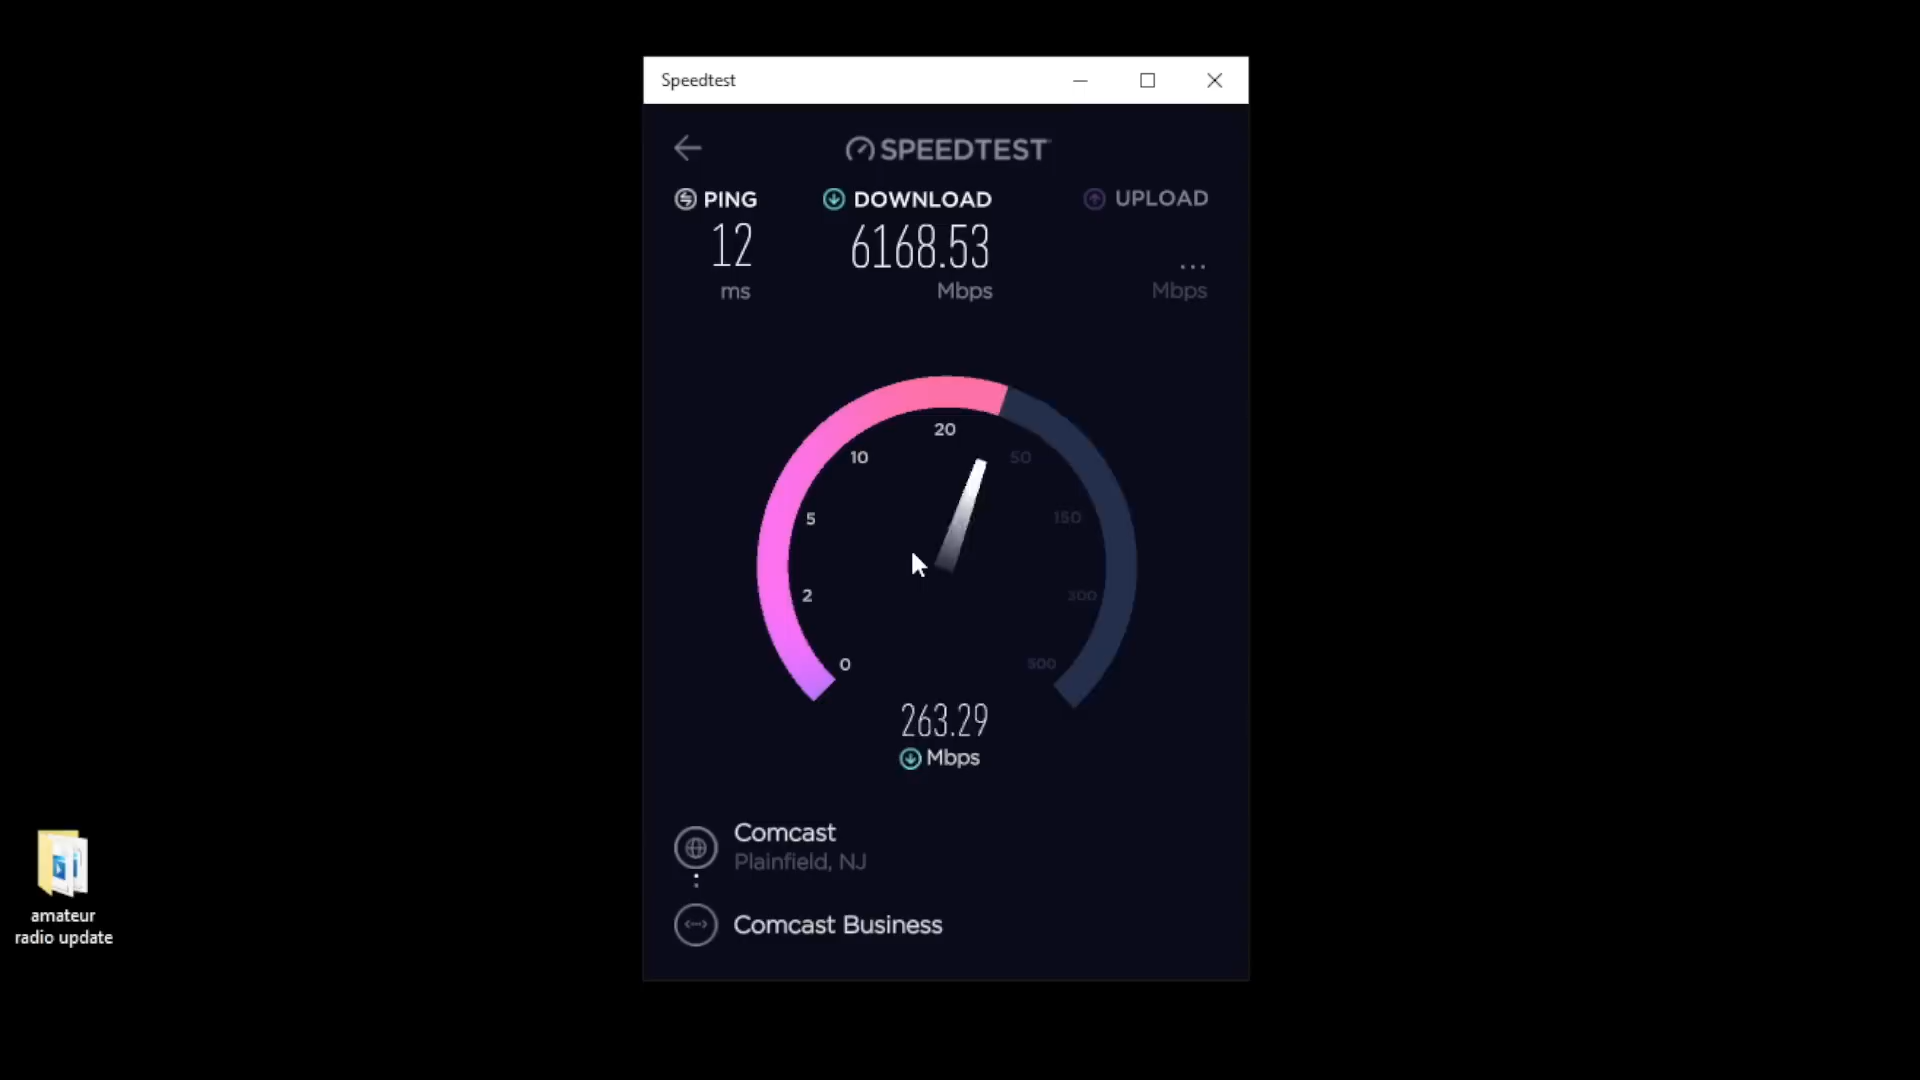 Speedtest
SPEEDTEST
PING
DOWNLOAD
UPLOAD
12
6168.53
...
ms
Mbps
Mbps
20
10
50
5
150
2
300
0
500
263.29
Mbps
Comcast
Plainfield, NJ
Comcast Business
amateur
radio update